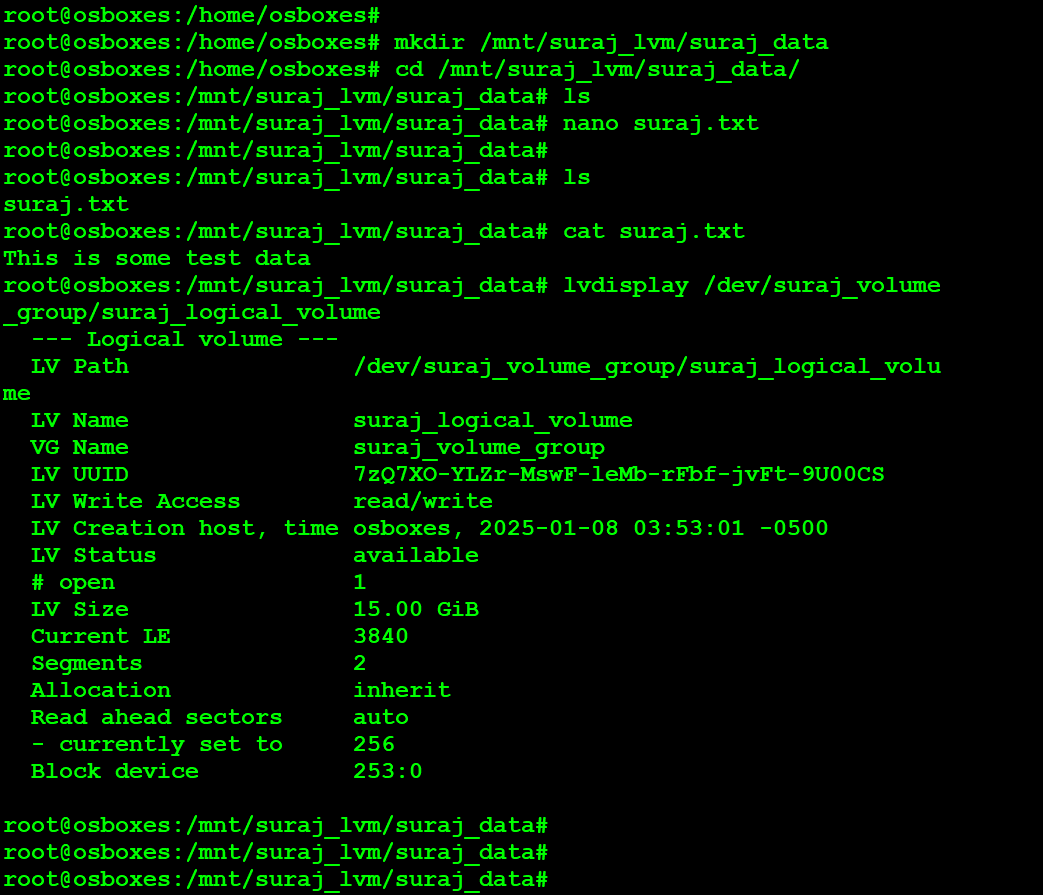 root@osboxes:/home/osboxes#
root@osboxes:/home/osboxes# mkdir /mnt/suraj_lvm/suraj_data
root@osboxes:/home/osboxes# cd /mnt/suraj_lvm/suraj_data/
root@osboxes:/mnt/suraj_lvm/suraj_data# ls
root@osboxes:/mnt/suraj_lvm/suraj_data# nano suraj.txt
root@osboxes:/mnt/suraj_lvm/suraj_data#
root@osboxes:/mnt/suraj_lvm/suraj_data# ls
suraj.txt
root@osboxes:/mnt/suraj_lvm/suraj_data# cat suraj.txt
This is some test data
root@osboxes:/mnt/suraj_lvm/suraj_data# lvdisplay /dev/suraj_volume
_group/suraj_logical_volume
  --- Logical volume ---
  LV Path                /dev/suraj_volume_group/suraj_logical_volu
me
  LV Name                suraj_logical_volume
  VG Name                suraj_volume_group
  LV UUID                7zQ7XO-YLZr-MswF-leMb-rFbf-jvFt-9U00CS
  LV Write Access        read/write
  LV Creation host, time osboxes, 2025-01-08 03:53:01 -0500
  LV Status              available
  # open                 1
  LV Size                15.00 GiB
  Current LE             3840
  Segments               2
  Allocation             inherit
  Read ahead sectors     auto
  - currently set to     256
  Block device           253:0

root@osboxes:/mnt/suraj_lvm/suraj_data#
root@osboxes:/mnt/suraj_lvm/suraj_data#
root@osboxes:/mnt/suraj_lvm/suraj_data#